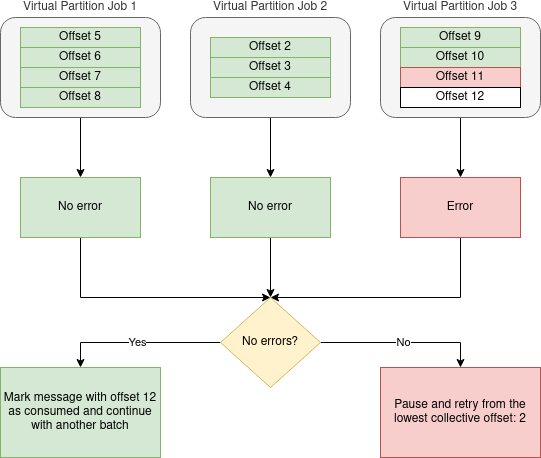 Virtual Partition Job 1
Virtual Partition Job 2
Virtual Partition Job 3
Offset 5
Offset 6
Offset 7
Offset 8
Offset 2
Offset 3
Offset 4
Offset 9
Offset 10
Offset 11
Offset 12
No error
No error
Error
No errors?
Yes
No
Mark message with offset 12
as consumed and continue
with another batch
Pause and retry from the
lowest collective offset: 2